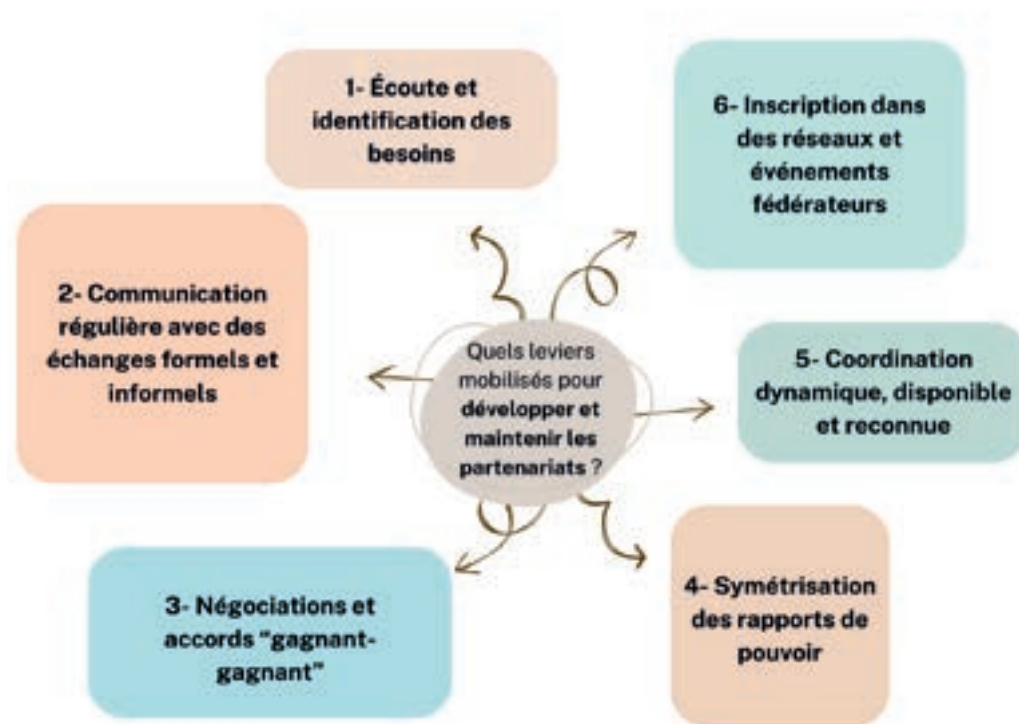 1- Écoute et
identification des
besoins
2- Communication
régulière avec des
échanges formels et
informels
3- Négociations et
accords “gagnant-
gagnant”
4- Symétrisation
des rapports de
pouvoir
5- Coordination
dynamique, disponible
et reconnue
6- Inscription dans
des réseaux et
événements
fédérateurs
Quels leviers
mobilisés pour
développer et
maintenir les
partenariats ?